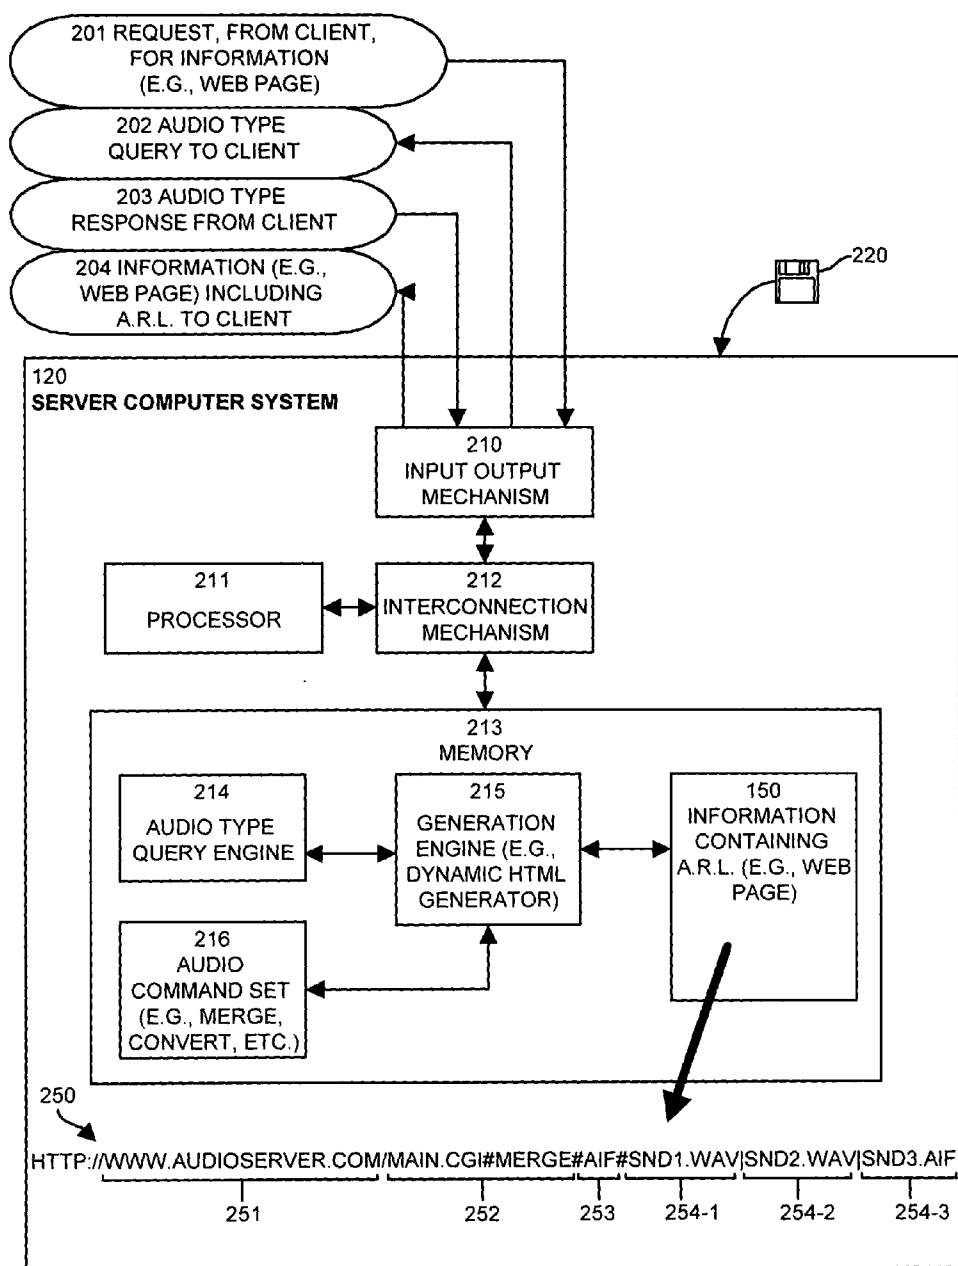 201 REQUEST, FROM CLIENT,
FOR INFORMATION
(E.G., WEB PAGE)
202 AUDIO TYPE
QUERY TO CLIENT
203 AUDIO TYPE
RESPONSE FROM CLIENT
204 INFORMATION (E.G.,
WEB PAGE) INCLUDING
A.R.L. TO CLIENT
220
120
SERVER COMPUTER SYSTEM
210
INPUT OUTPUT
MECHANISM
211
PROCESSOR
212
INTERCONNECTION
MECHANISM
213
MEMORY
214
AUDIO TYPE
QUERY ENGINE
215
GENERATION
ENGINE (E.G.,
DYNAMIC HTML
GENERATOR)
150
INFORMATION
CONTAINING
A.R.L. (E.G., WEB
PAGE)
216
AUDIO
COMMAND SET
(E.G., MERGE,
CONVERT, ETC.)
250
HTTP://WWW.AUDIOSERVER.COM/MAIN.CGI#MERGE#AIF#SND1.WAV|SND2.WAV|SND3.AIF
251
252
253
254-1
254-2
254-3